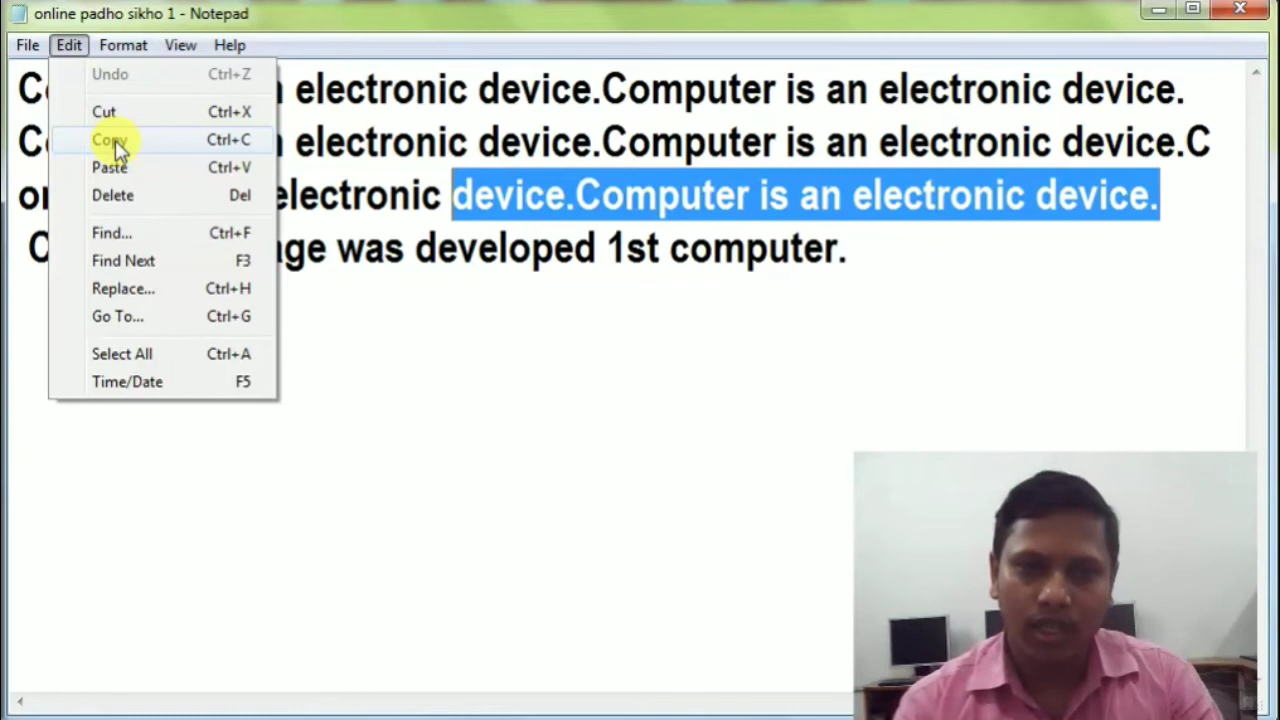 online padho sikho 1 - Notepad
File Edit Format View Help
electronic device.Computer is an electronic device.
electronic device.Computer is an electronic device.C
electronic device.Computer is an electronic device.
was developed 1st computer.
Undo Ctrl+Z
Cut Ctrl+X
Copy Ctrl+C
Paste Ctrl+V
Delete Del
Find... Ctrl+F
Find Next F3
Replace... Ctrl+H
Go To... Ctrl+G
Select All Ctrl+A
Time/Date F5